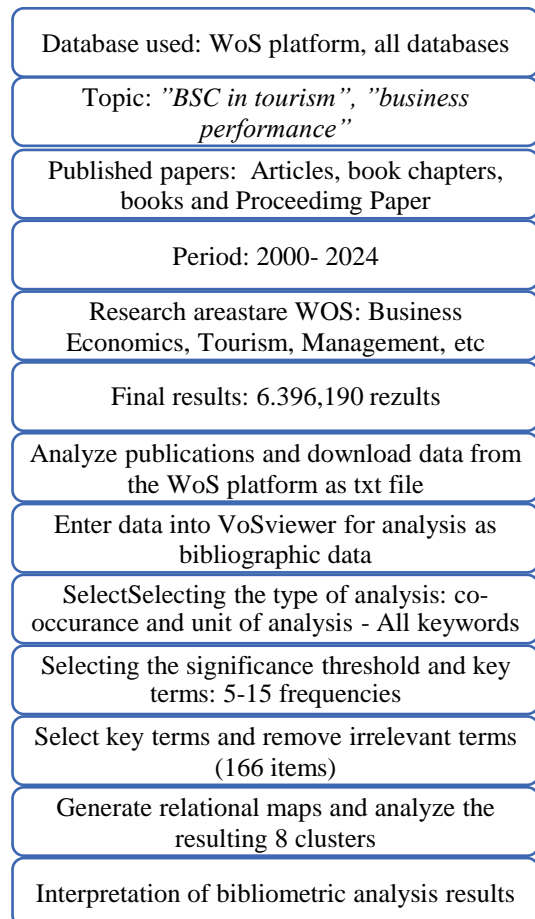 Database used: WoS platform, all databases
Topic: ”BSC in tourism”, ”business
performance”
Published papers: Articles, book chapters,
books and Proceedimg Paper
Period: 2000- 2024
Research areastare WOS: Business
Economics, Tourism, Management, etc
Final results: 6.396,190 rezults
Analyze publications and download data from
the WoS platform as txt file
Enter data into VoSviewer for analysis as
bibliographic data
SelectSelecting the type of analysis: co-
occurance and unit of analysis - All keywords
Selecting the significance threshold and key
terms: 5-15 frequencies
Select key terms and remove irrelevant terms
(166 items)
Generate relational maps and analyze the
resulting 8 clusters
Interpretation of bibliometric analysis results